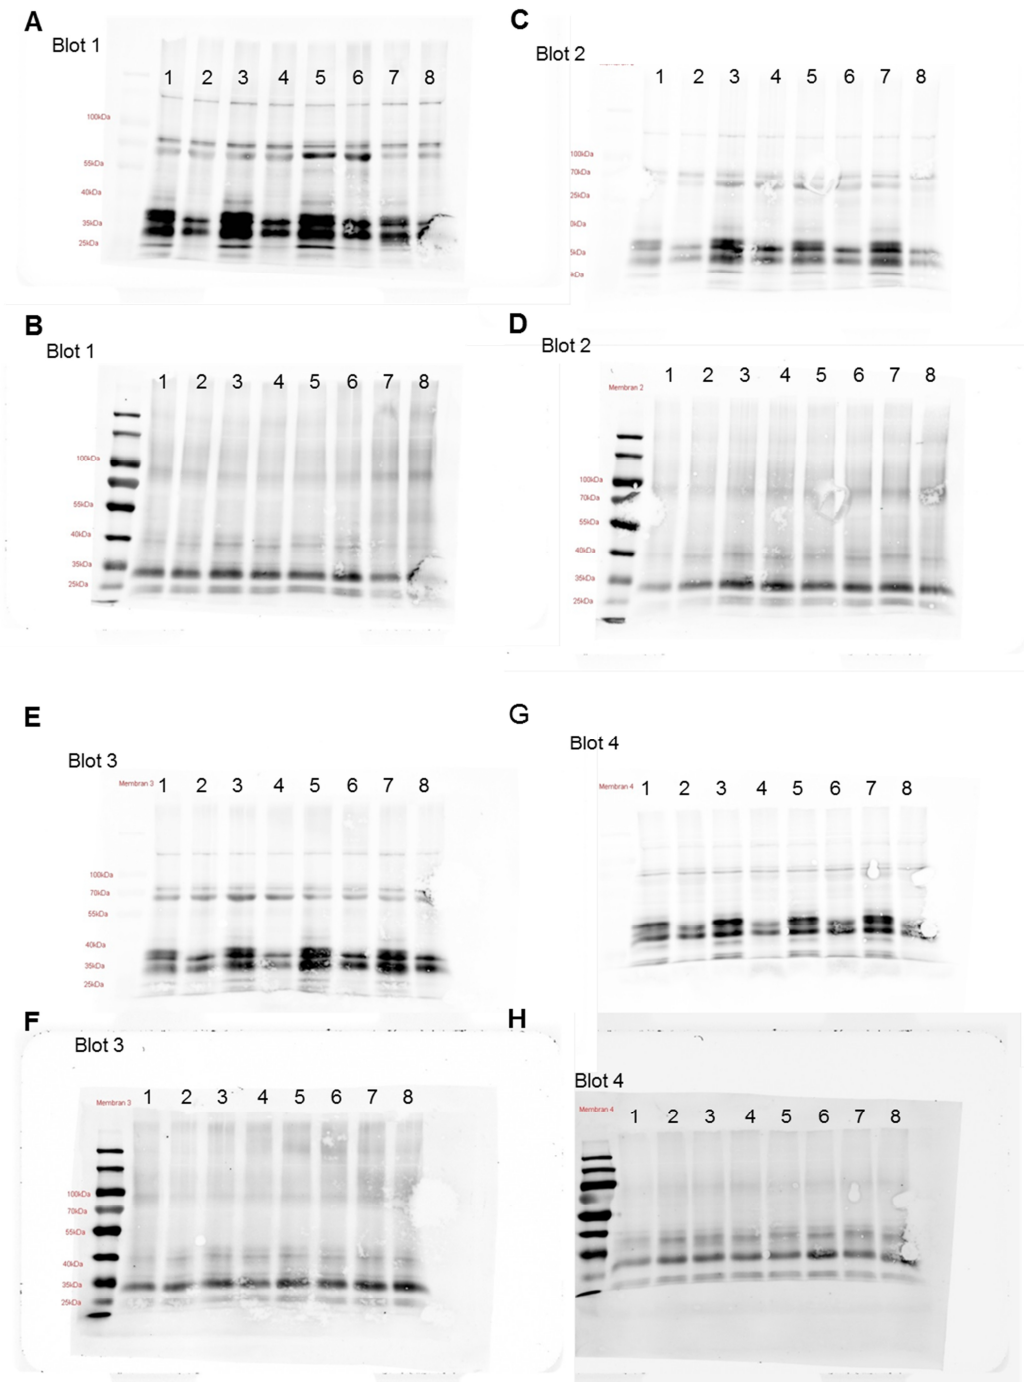 A
Blot 1
1 2 3 4 5 6 7 8
100kDa
55kDa
40kDa
35kDa
25kDa
C
Blot 2
1 2 3 4 5 6 7 8
100kDa
70kDa
25kDa
B
Blot 1
1 2 3 4 5 6 7 8
100kDa
55kDa
40kDa
35kDa
25kDa
D
Blot 2
Membran 2
1 2 3 4 5 6 7 8
100kDa
70kDa
55kDa
40kDa
35kDa
25kDa
E
Blot 3
Membran 3
1 2 3 4 5 6 7 8
100kDa
70kDa
55kDa
40kDa
35kDa
25kDa
G
Blot 4
Membran 4
1 2 3 4 5 6 7 8
F
Blot 3
Membran 3
1 2 3 4 5 6 7 8
100kDa
70kDa
55kDa
40kDa
35kDa
25kDa
H
Blot 4
Membran 4
1 2 3 4 5 6 7 8